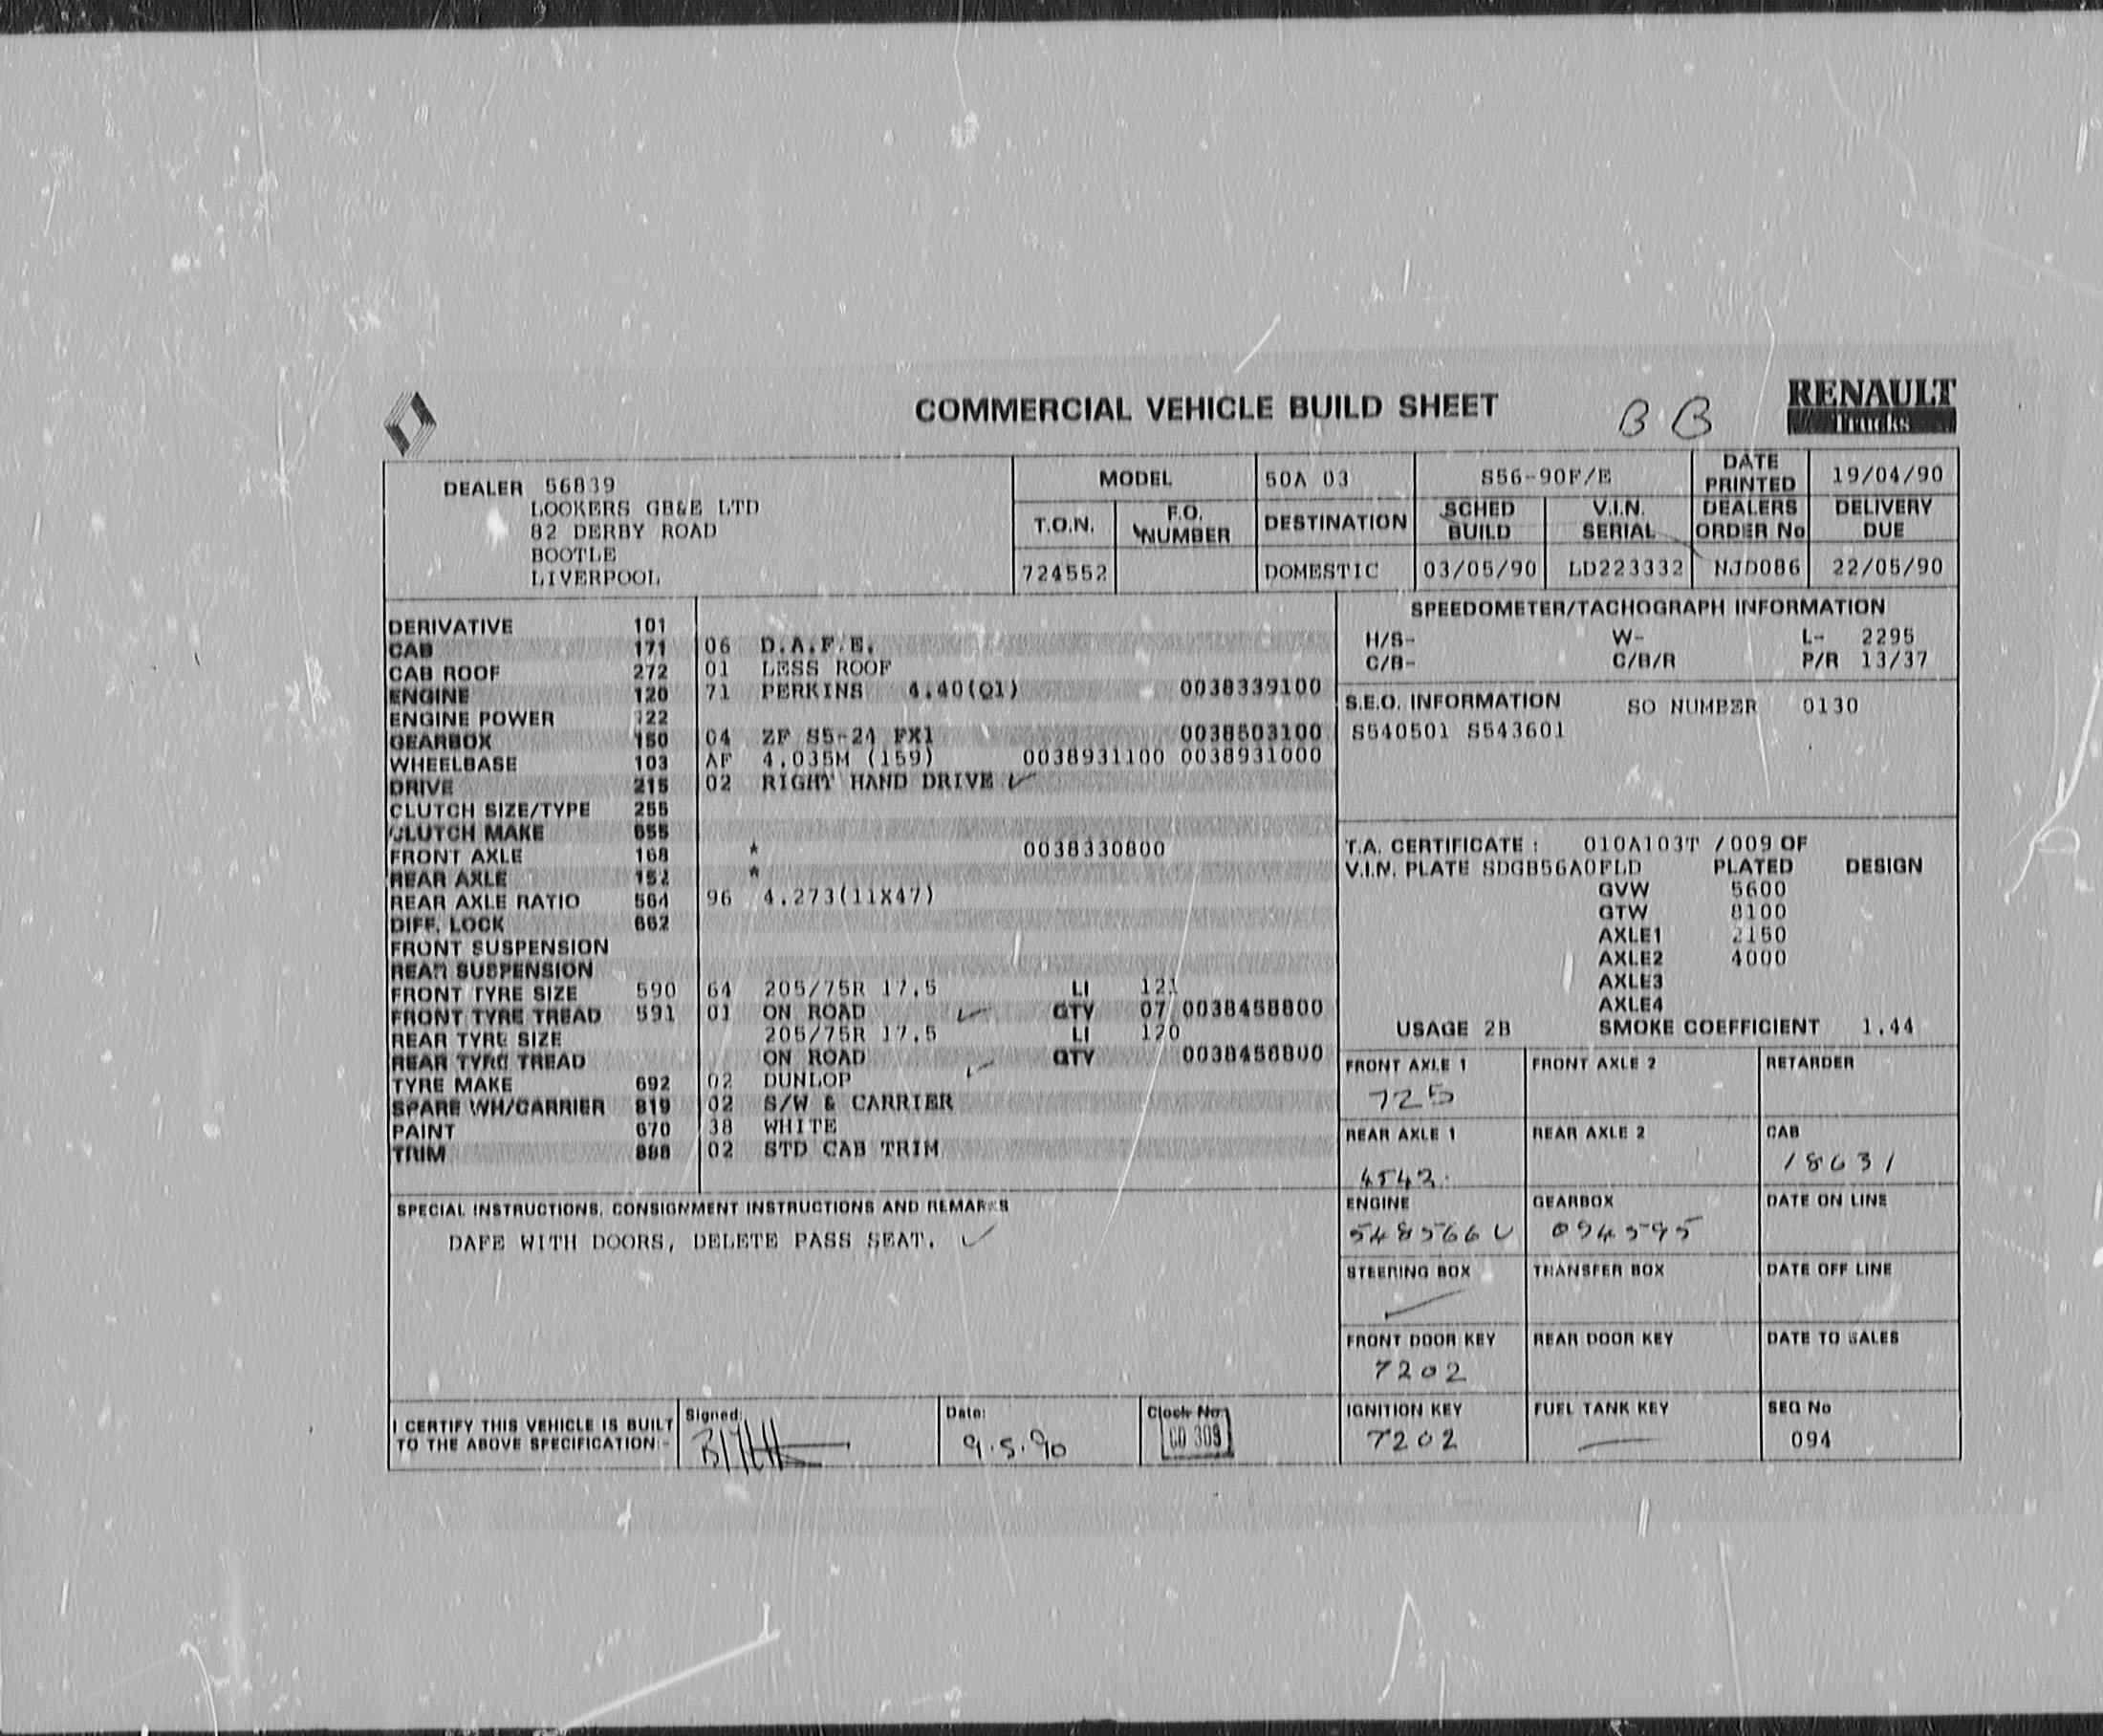 COMMERCIAL VEHICLE BUILD SHEET
B B
RENAULT
Trucks
DEALER 56839
LOOKERS GB&E LTD
82 DERBY ROAD
BOOTLE
LIVERPOOL
MODEL 50A 03 S56-90F/E DATE PRINTED 19/04/90
T.O.N. F.O. NUMBER DESTINATION SCHED BUILD V.I.N. SERIAL DEALERS ORDER No DELIVERY DUE
724552 DOMESTIC 03/05/90 LD223332 NJD086 22/05/90
DERIVATIVE 101
CAB 171 06 D.A.F.E.
CAB ROOF 272 01 LESS ROOF
ENGINE 120 71 PERKINS 4.40(Q1) 0038339100
ENGINE POWER 122
GEARBOX 150 04 ZF S5-24 FX1 0038503100
WHEELBASE 103 AF 4.035M (159) 0038931100 0038931000
DRIVE 215 02 RIGHT HAND DRIVE
CLUTCH SIZE/TYPE 255
CLUTCH MAKE 655
FRONT AXLE 168 * 0038330800
REAR AXLE 152 *
REAR AXLE RATIO 564 96 4.273(11X47)
DIFF. LOCK 662
FRONT SUSPENSION
REAR SUSPENSION
FRONT TYRE SIZE 590 64 205/75R 17.5 LI 121
FRONT TYRE TREAD 591 01 ON ROAD QTY 07 0038458800
REAR TYRE SIZE 205/75R 17.5 LI 120
REAR TYRE TREAD ON ROAD QTY 0038458800
TYRE MAKE 692 02 DUNLOP
SPARE WH/CARRIER 819 02 S/W & CARRIER
PAINT 670 38 WHITE
TRIM 888 02 STD CAB TRIM
SPEEDOMETER/TACHOGRAPH INFORMATION
H/S- W- L- 2295
C/B- C/B/R P/R 13/37
S.E.O. INFORMATION SO NUMBER 0130
S540501 S543601
T.A. CERTIFICATE : 010A103T /009 OF
V.I.N. PLATE SDGB56A0FLD PLATED DESIGN
GVW 5600
GTW 8100
AXLE1 2150
AXLE2 4000
AXLE3
AXLE4
USAGE 2B SMOKE COEFFICIENT 1.44
FRONT AXLE 1 FRONT AXLE 2 RETARDER
725
REAR AXLE 1 REAR AXLE 2 CAB
4542. 18631
ENGINE GEARBOX DATE ON LINE
548566U 094595
STEERING BOX TRANSFER BOX DATE OFF LINE
FRONT DOOR KEY REAR DOOR KEY DATE TO SALES
7202
IGNITION KEY FUEL TANK KEY SEQ No
7202 094
SPECIAL INSTRUCTIONS, CONSIGNMENT INSTRUCTIONS AND REMARKS
DAFE WITH DOORS, DELETE PASS SEAT.
I CERTIFY THIS VEHICLE IS BUILT
TO THE ABOVE SPECIFICATION:-
Signed:
Date:
9.5.90
Clock No
CD 309